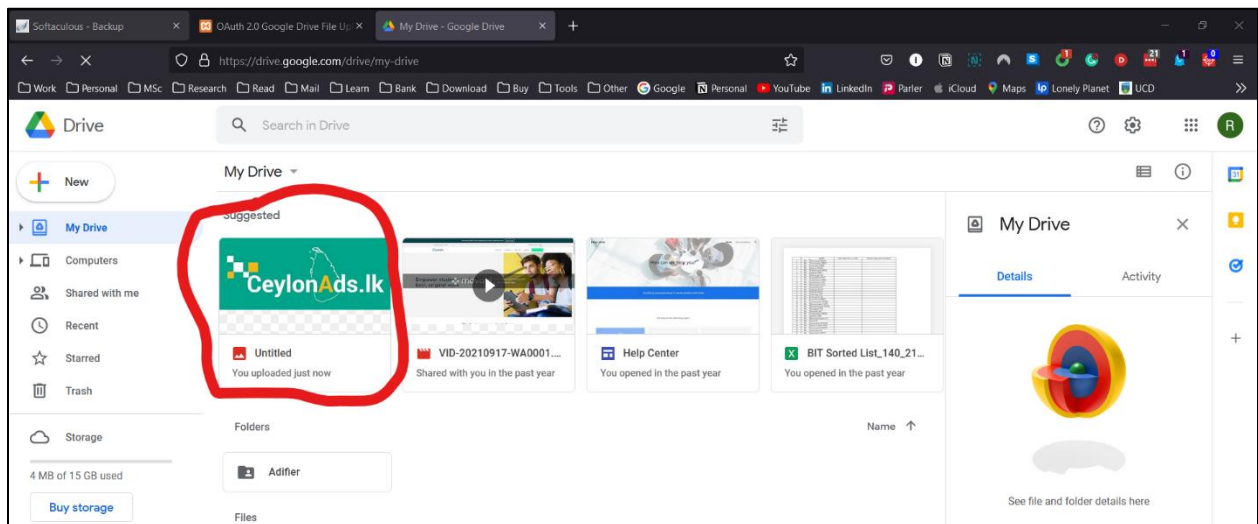 Softaculous - Backup
OAuth 2.0 Google Drive File Up
My Drive - Google Drive
https://drive.google.com/drive/my-drive
21
1
0
Work Personal MSc Research Read Mail Learn Bank Download Buy Tools Other Google Personal YouTube LinkedIn Parler iCloud Maps Lonely Planet UCD
Drive
Search in Drive
R
New
My Drive
My Drive
Computers
Shared with me
Recent
Starred
Trash
Storage
4 MB of 15 GB used
Buy storage
Suggested
CeylonAds.lk
Untitled
You uploaded just now
VID-20210917-WA0001....
Shared with you in the past year
Help Center
You opened in the past year
BIT Sorted List_140_21...
You opened in the past year
Folders
Name
Adifier
Files
My Drive
Details
Activity
See file and folder details here
31